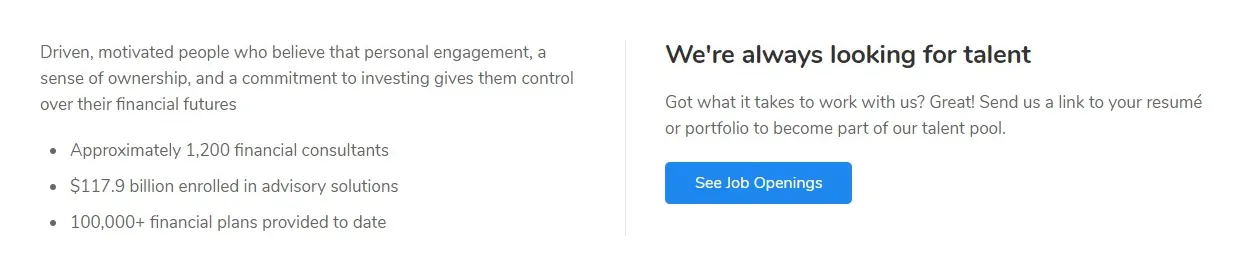 Driven, motivated people who believe that personal engagement, a
sense of ownership, and a commitment to investing gives them control
over their financial futures
• Approximately 1,200 financial consultants
• $117.9 billion enrolled in advisory solutions
• 100,000+ financial plans provided to date
We're always looking for talent
Got what it takes to work with us? Great! Send us a link to your resumé
or portfolio to become part of our talent pool.
See Job Openings